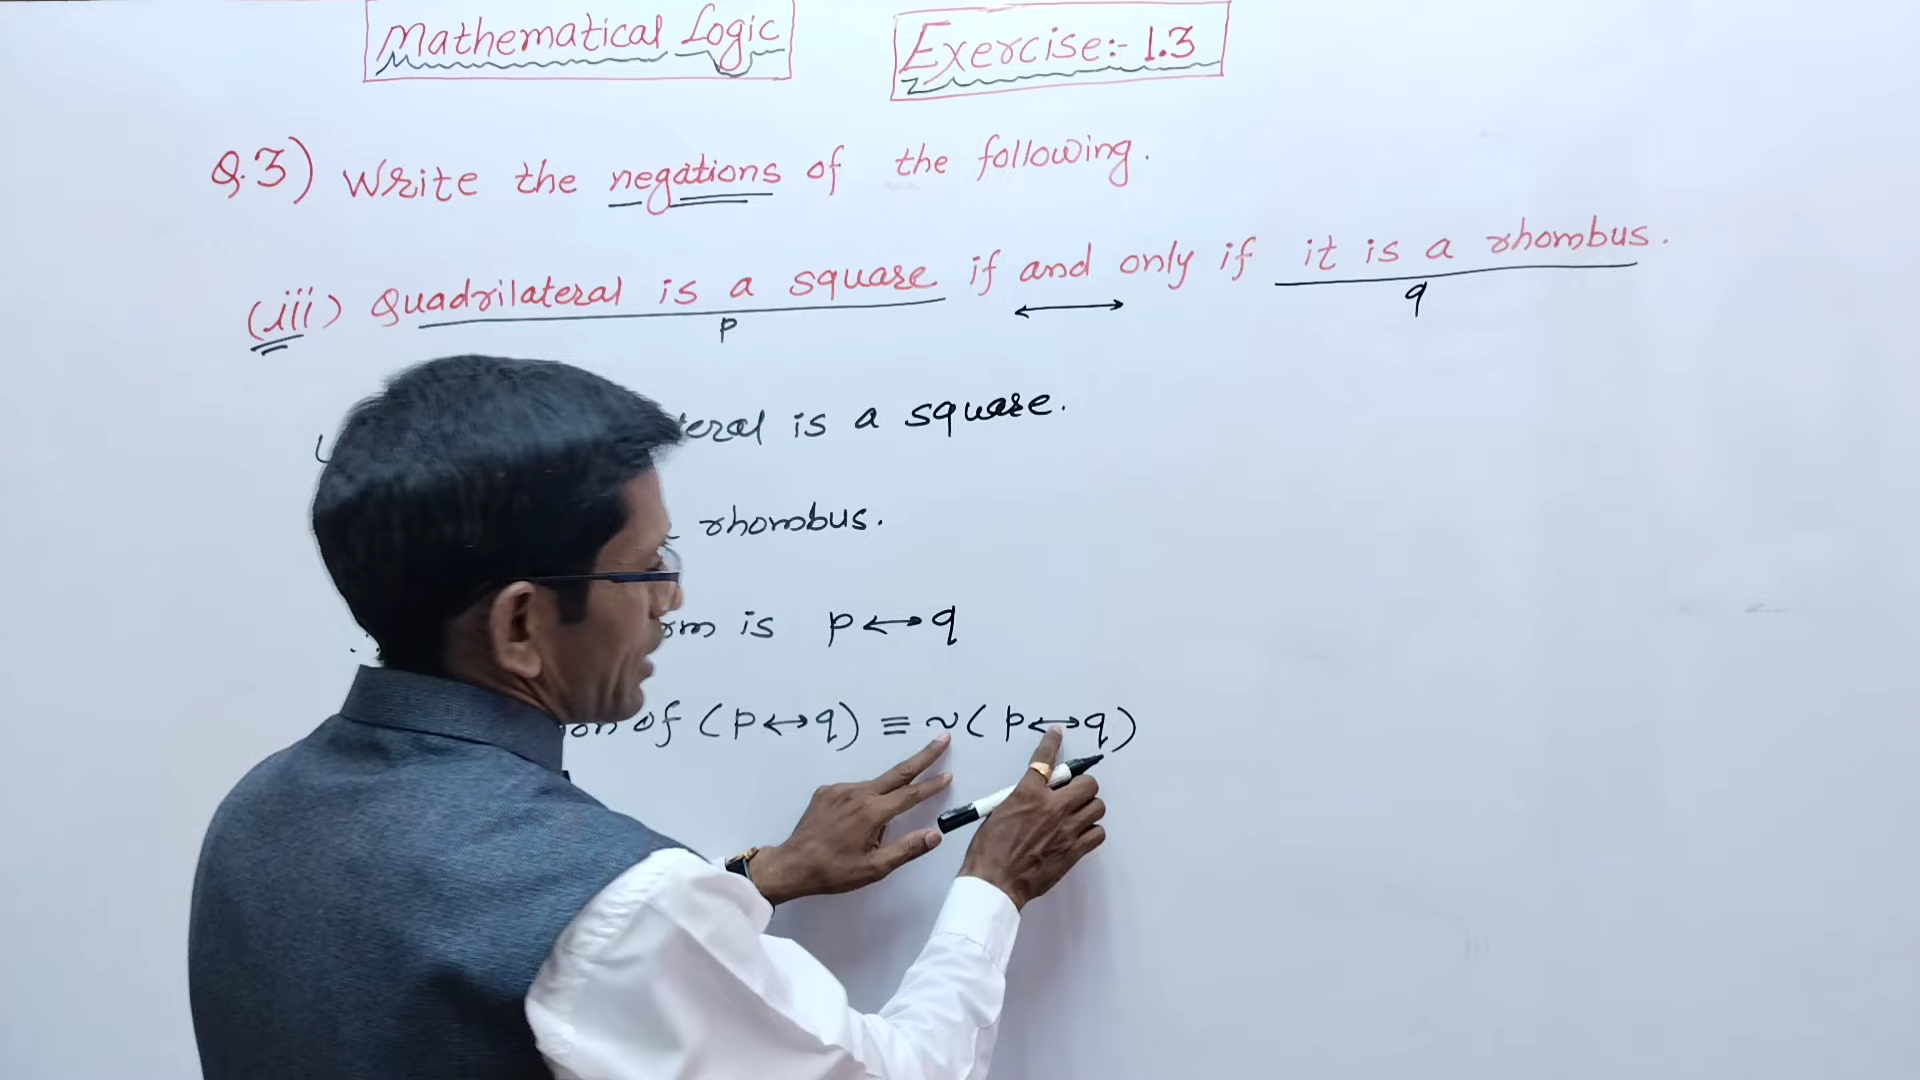 Mathematical Logic
Exercise:- 1.3
Q.3) Write the negations of the following.
(iii) Quadrilateral is a square if and only if it is a rhombus.
↔
p
q
is a square.
rhombus.
is p↔q
of (p↔q) ≡ ~(p↔q)